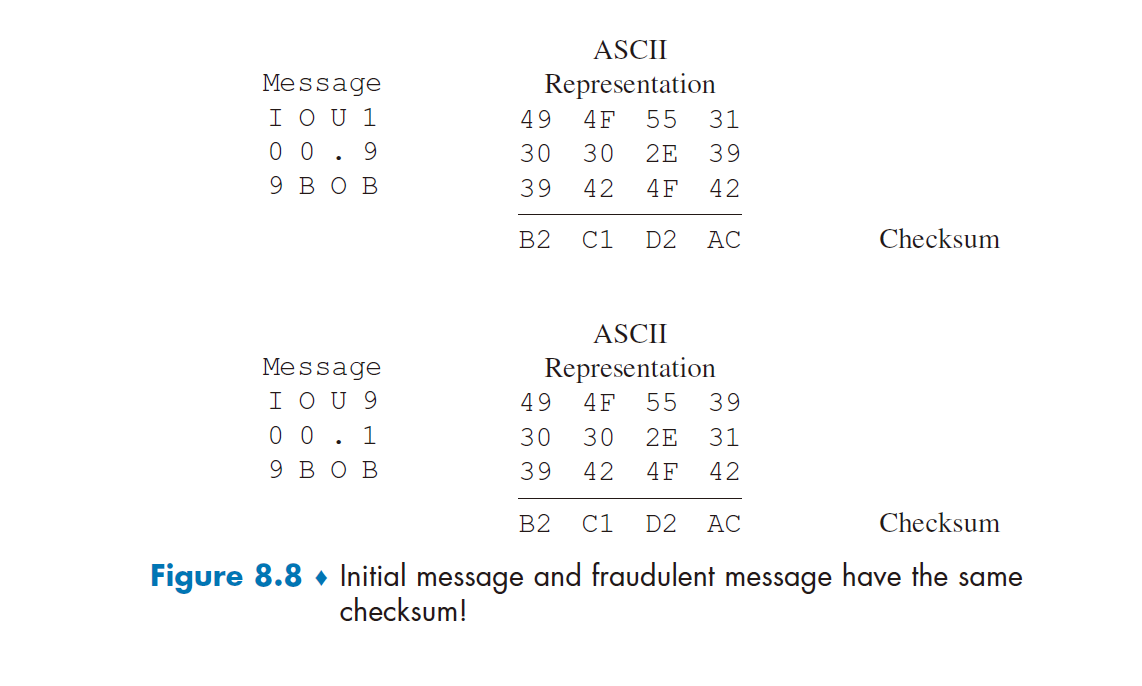 ASCII
Message Representation
I O U 1 49 4F 55 31
0 0 . 9 30 30 2E 39
9 B O B 39 42 4F 42
B2 C1 D2 AC Checksum
ASCII
Message Representation
I O U 9 49 4F 55 39
0 0 . 1 30 30 2E 31
9 B O B 39 42 4F 42
B2 C1 D2 AC Checksum
Figure 8.8 ♦ Initial message and fraudulent message have the same
checksum!